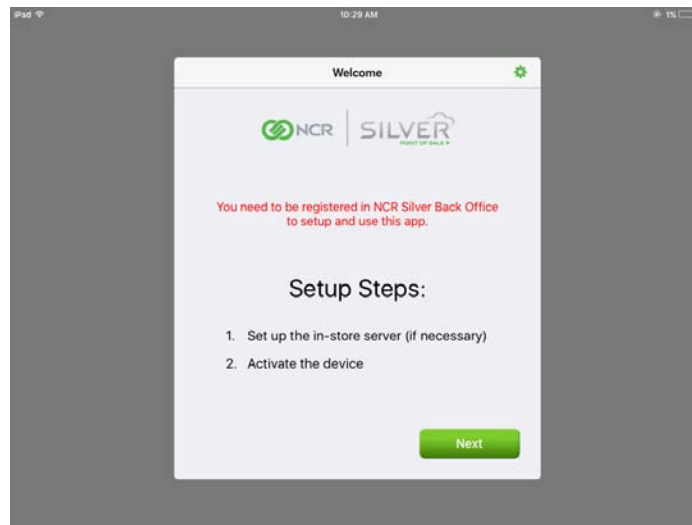 iPad
10:29 AM
1%
Welcome
NCR
SILVER
POINT OF SALE
You need to be registered in NCR Silver Back Office
to setup and use this app.
Setup Steps:
1. Set up the in-store server (if necessary)
2. Activate the device
Next